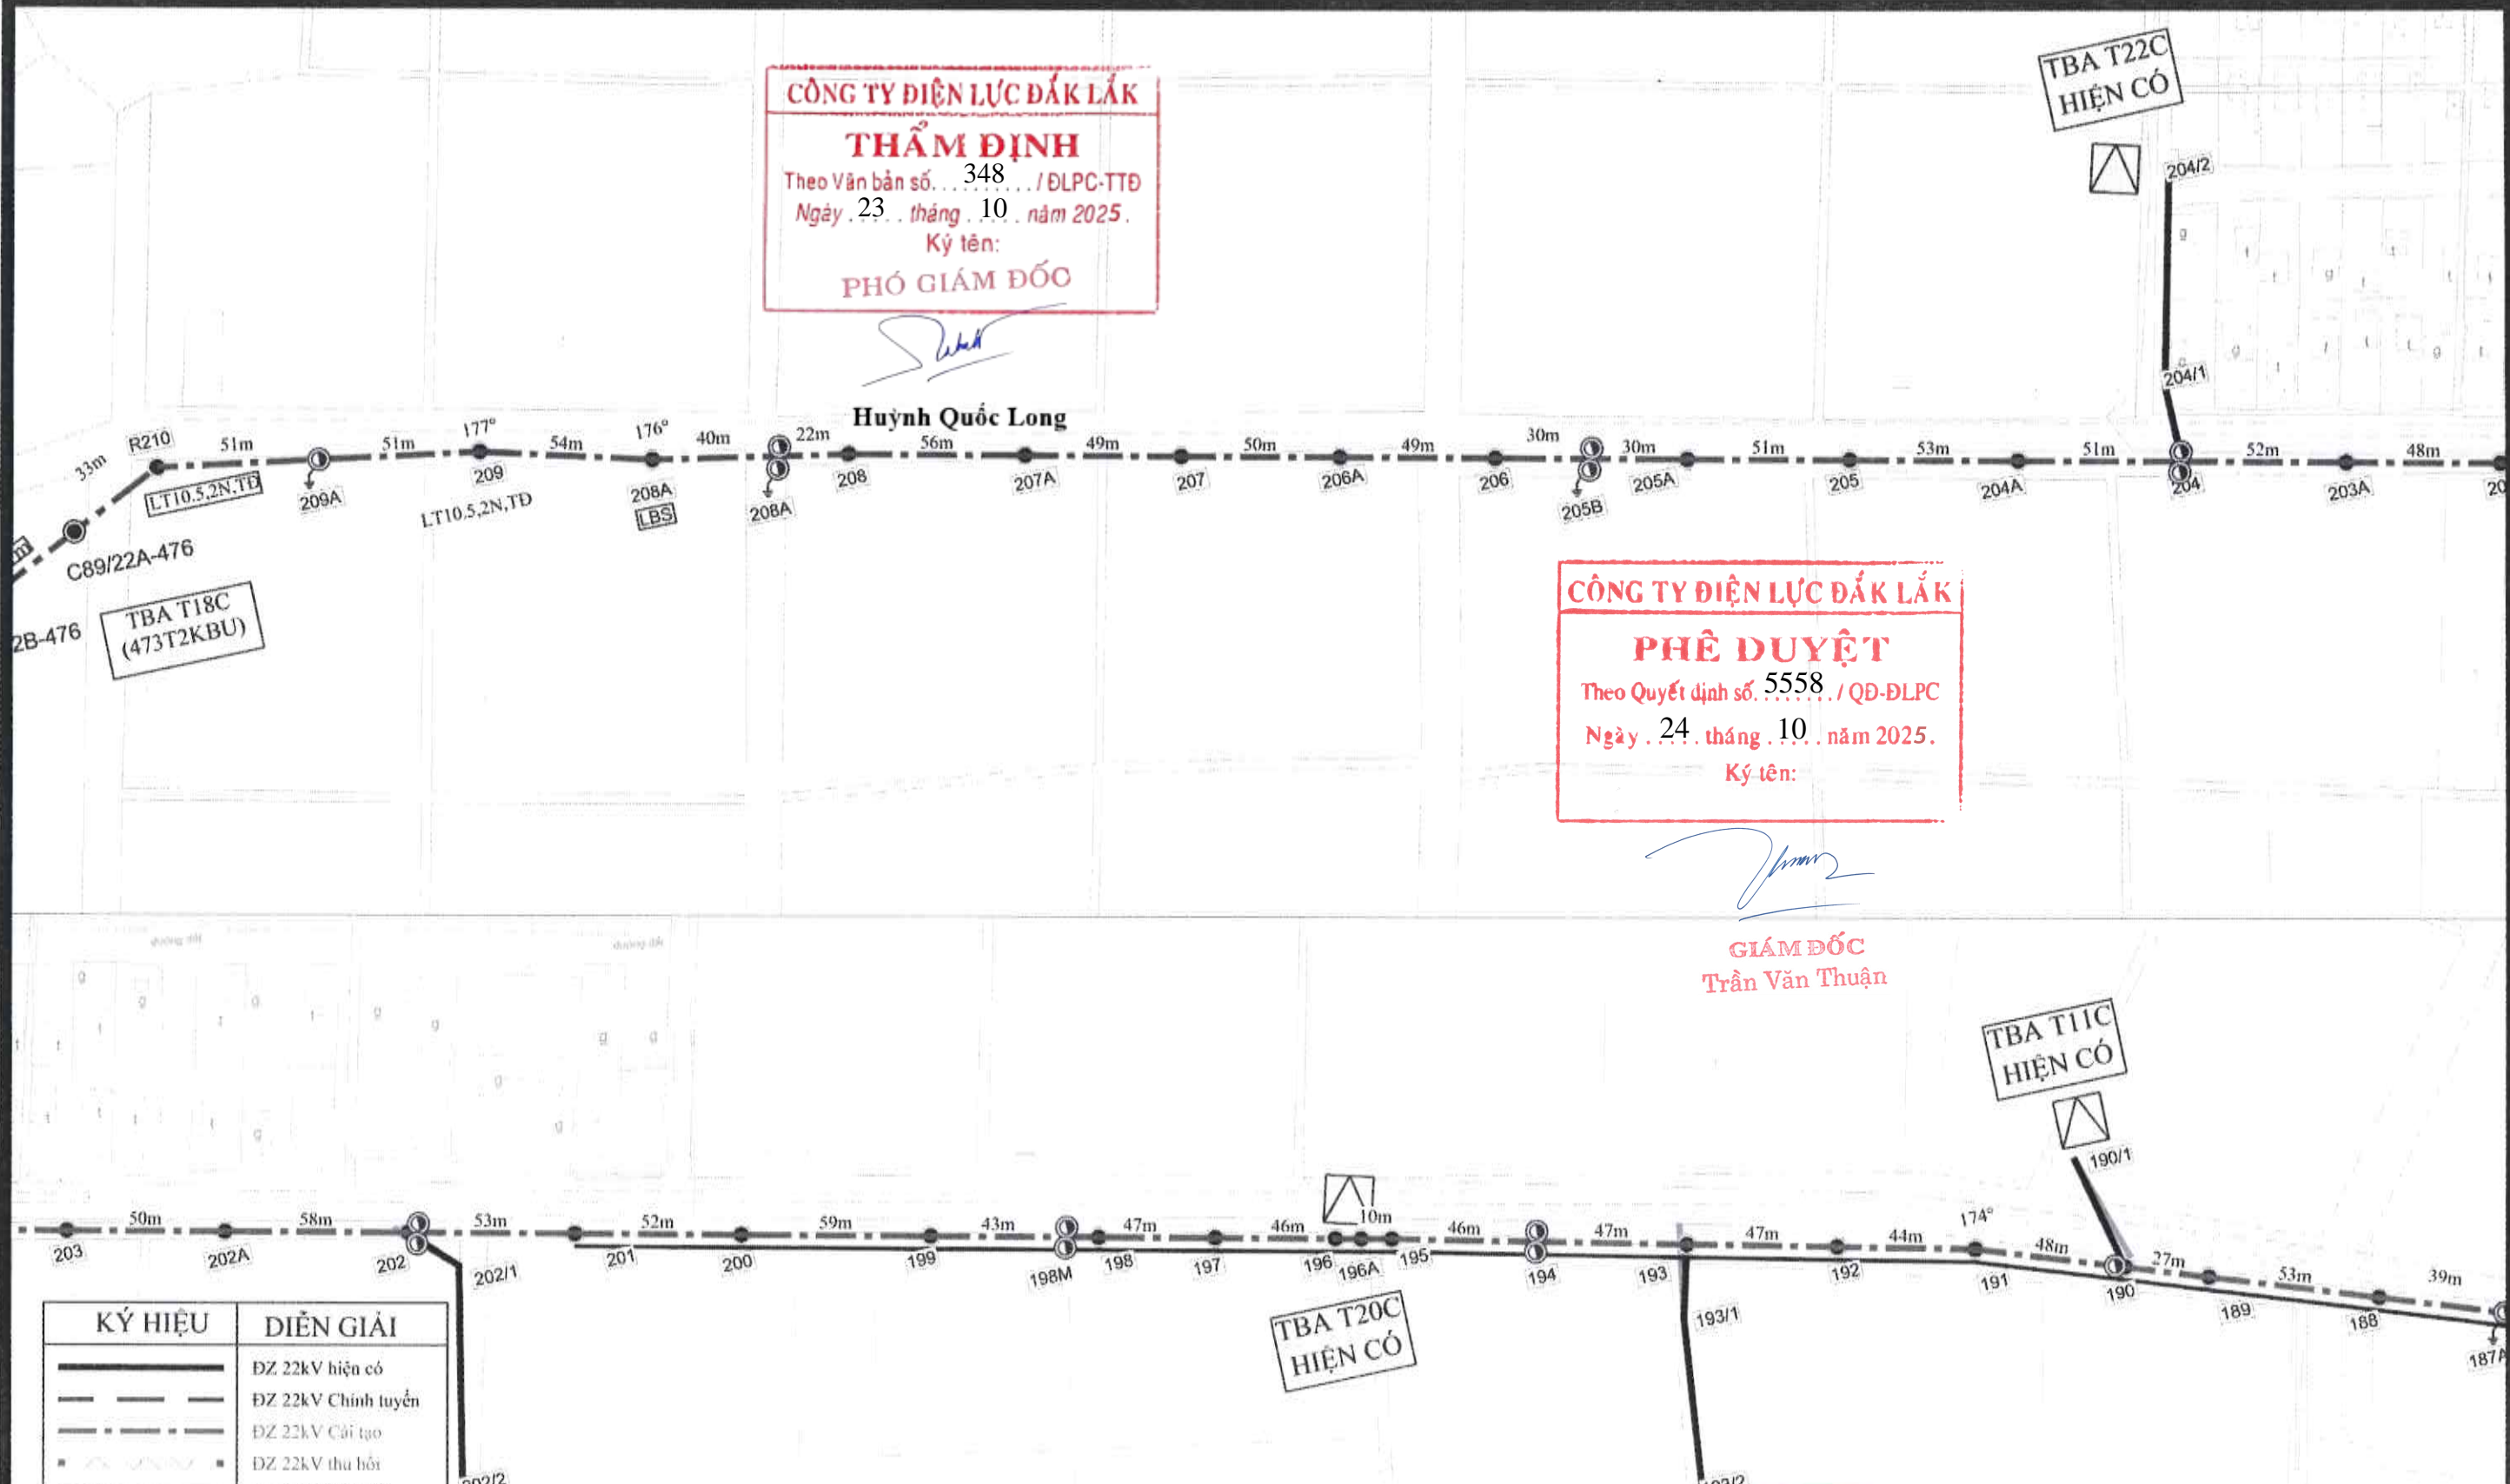 CÔNG TY ĐIỆN LỰC ĐẮK LẮK
THẨM ĐỊNH
Theo Văn bản số....348..../ ĐLPC-TTĐ
Ngày .23.. tháng .10.. năm 2025.
Ký tên:
PHÓ GIÁM ĐỐC
Huỳnh Quốc Long
TBA T22C
HIỆN CÓ
204/2
204/1
33m
R210
51m
51m
177°
54m
176°
40m
22m
56m
49m
50m
49m
30m
30m
51m
53m
51m
52m
48m
LT10.5,2N,TĐ
209A
209
LT10.5,2N,TĐ
208A
LBS
208A
208
207A
207
206A
206
205B
205A
205
204A
204
203A
20
C89/22A-476
2B-476
TBA T18C
(473T2KBU)
CÔNG TY ĐIỆN LỰC ĐẮK LẮK
PHÊ DUYỆT
Theo Quyết định số.5558../ QĐ-ĐLPC
Ngày .24.. tháng .10.. năm 2025.
Ký tên:
GIÁM ĐỐC
Trần Văn Thuận
đường đất
đường đất
TBA T11C
HIỆN CÓ
190/1
50m
58m
53m
52m
59m
43m
47m
46m
10m
46m
47m
47m
44m
174°
48m
27m
53m
39m
203
202A
202
202/1
201
200
199
198M
198
197
196
196A
195
194
193
192
191
190
189
188
187A
193/1
TBA T20C
HIỆN CÓ
KÝ HIỆU
DIỄN GIẢI
ĐZ 22kV hiện có
ĐZ 22kV Chính tuyến
ĐZ 22kV Cải tạo
ĐZ 22kV thu hồi